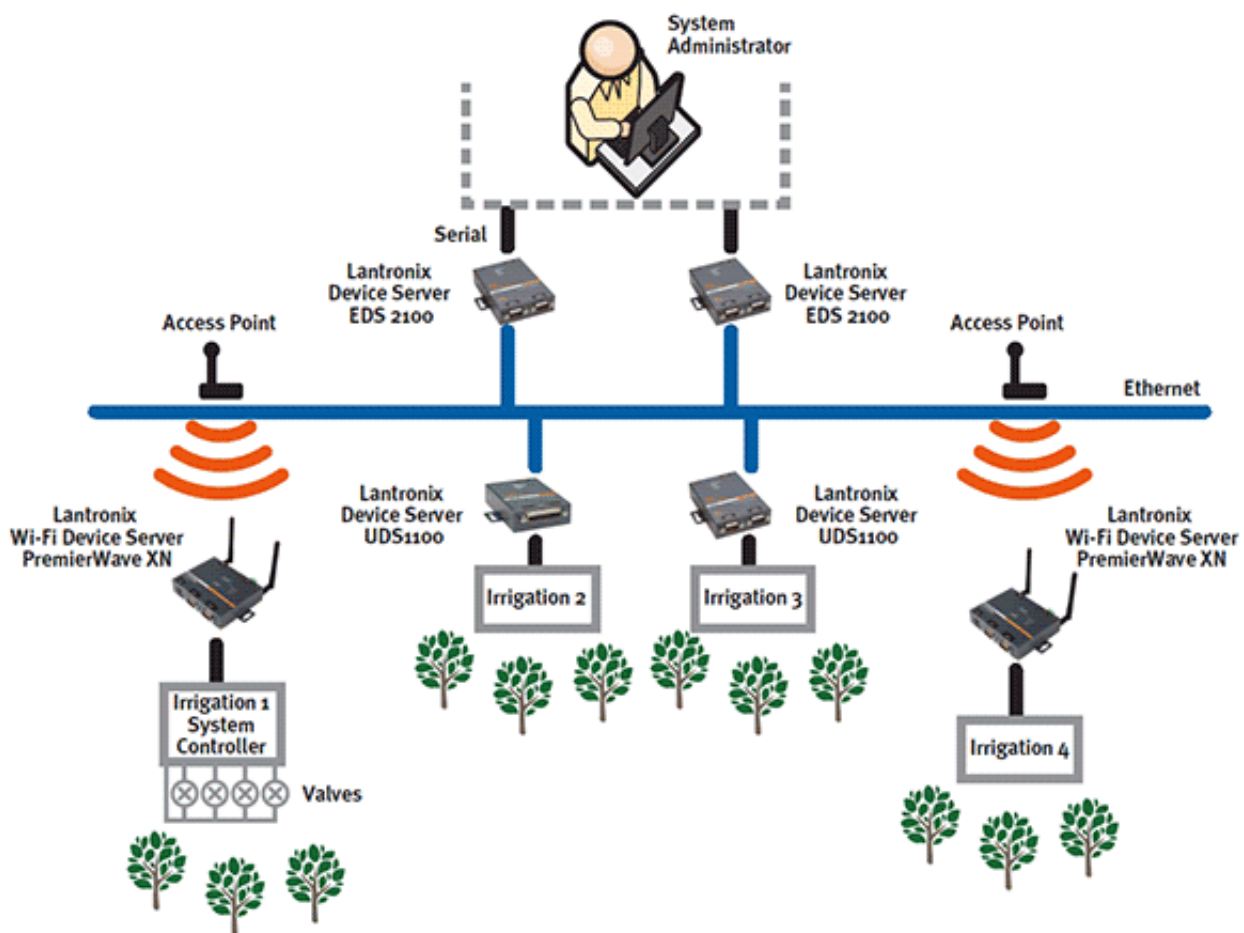 System
Administrator
Serial
Lantronix
Device Server
EDS 2100
Lantronix
Device Server
EDS 2100
Access Point
Access Point
Ethernet
Lantronix
Wi-Fi Device Server
PremierWave XN
Lantronix
Device Server
UDS1100
Lantronix
Device Server
UDS1100
Lantronix
Wi-Fi Device Server
PremierWave XN
Irrigation 2
Irrigation 3
Irrigation 1
System
Controller
Irrigation 4
Valves